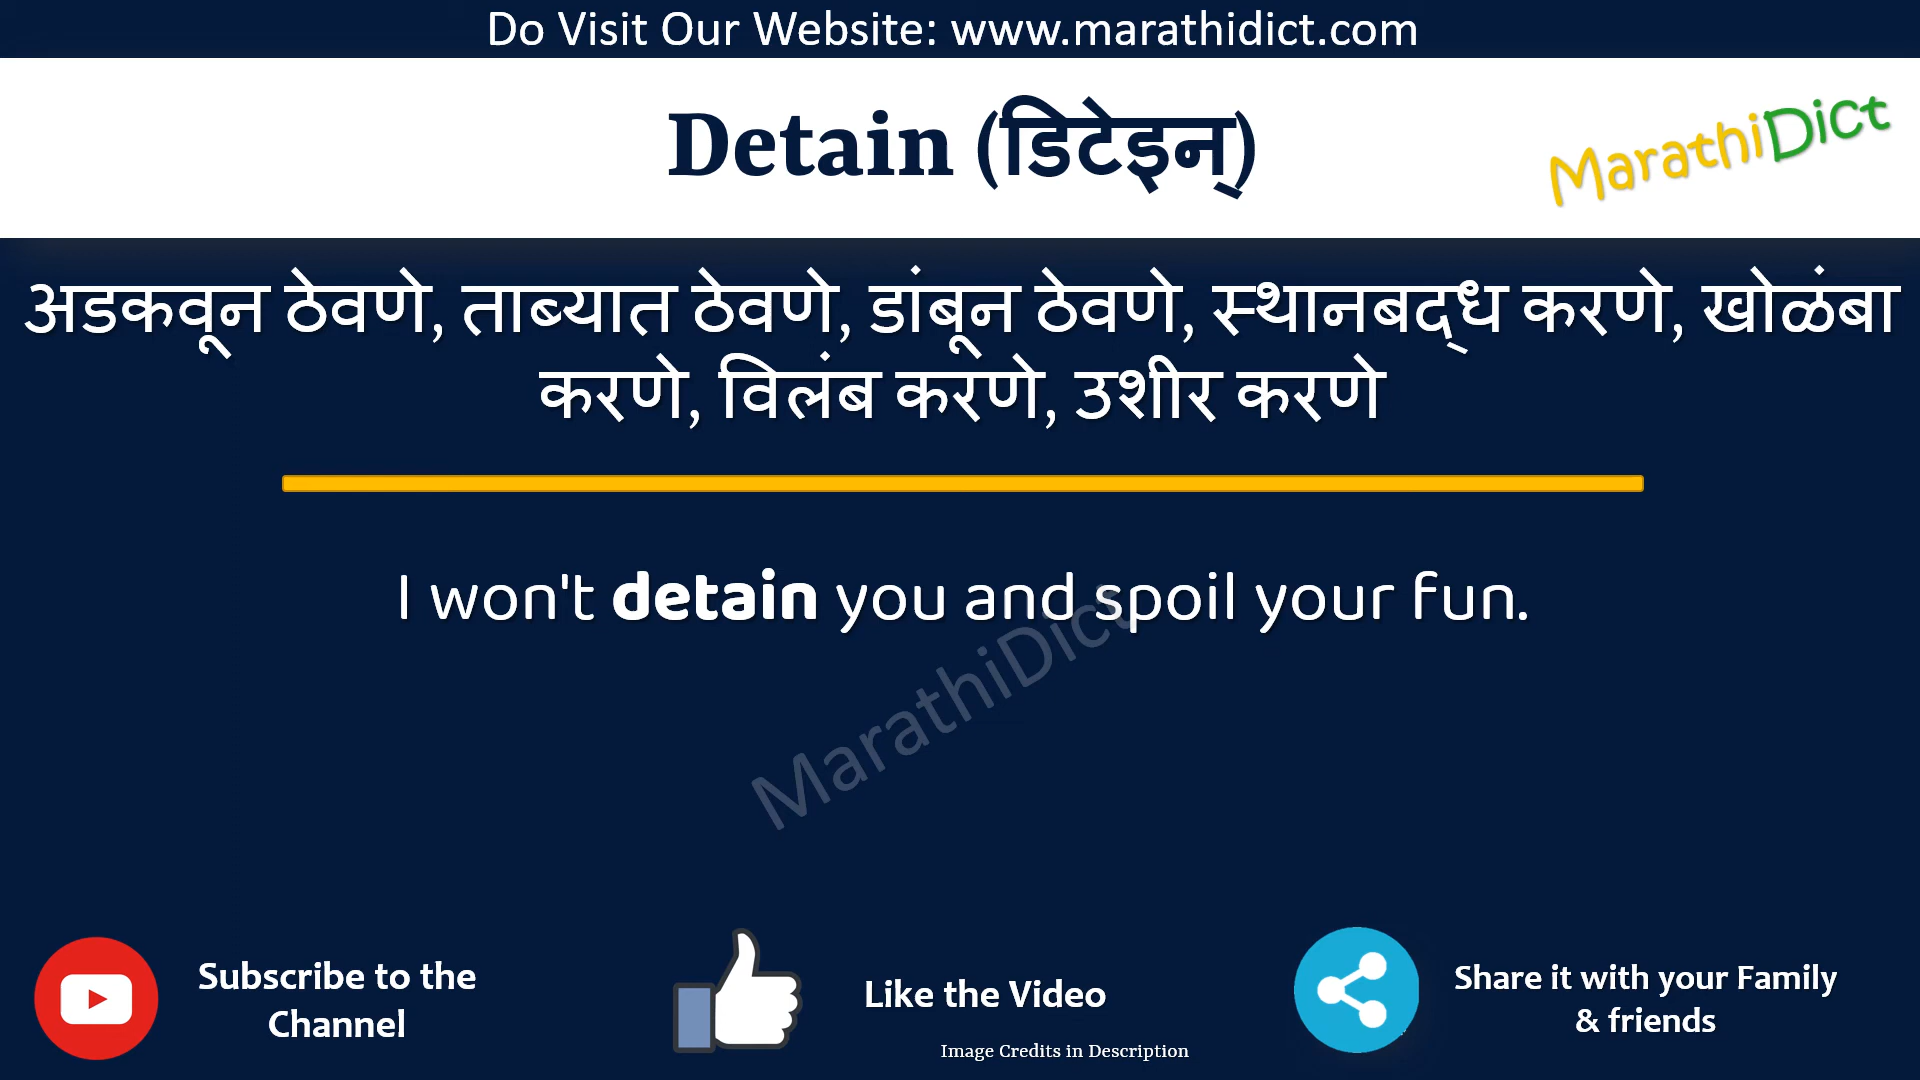 Do Visit Our Website: www.marathidict.com
Detain (डिटेइन्)
MarathiDict
अडकवून ठेवणे, ताब्यात ठेवणे, डांबून ठेवणे, स्थानबद्ध करणे, खोळंबा
करणे, विलंब करणे, उशीर करणे
I won't detain you and spoil your fun.
MarathiDict
Subscribe to the
Channel
Like the Video
Share it with your Family
& friends
Image Credits in Description